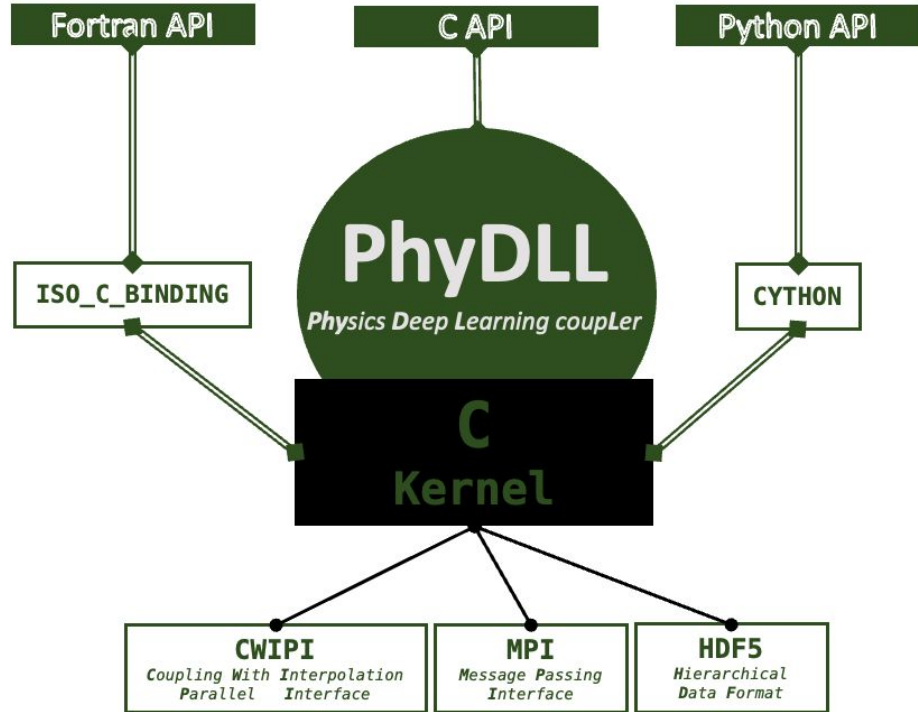 Fortran API
C API
Python API
PhyDLL
Physics Deep Learning coupLer
ISO_C_BINDING
CYTHON
C
Kernel
CWIPI
Coupling With Interpolation
Parallel Interface
MPI
Message Passing
Interface
HDF5
Hierarchical
Data Format